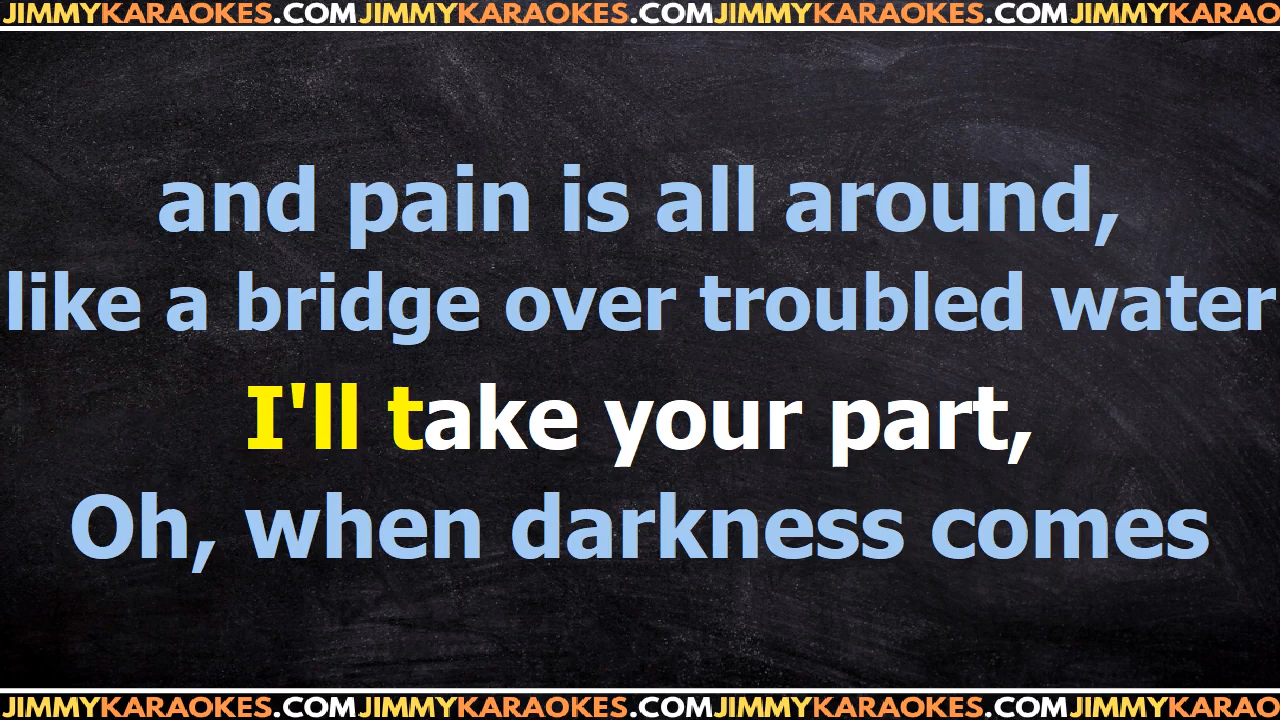 JIMMYKARAOKES.COMJIMMYKARAOKES.COMJIMMYKARAOKES.COMJIMMYKARAO
and pain is all around,
like a bridge over troubled water
I'll take your part,
Oh, when darkness comes
JIMMYKARAOKES.COMJIMMYKARAOKES.COMJIMMYKARAOKES.COMJIMMYKARAO